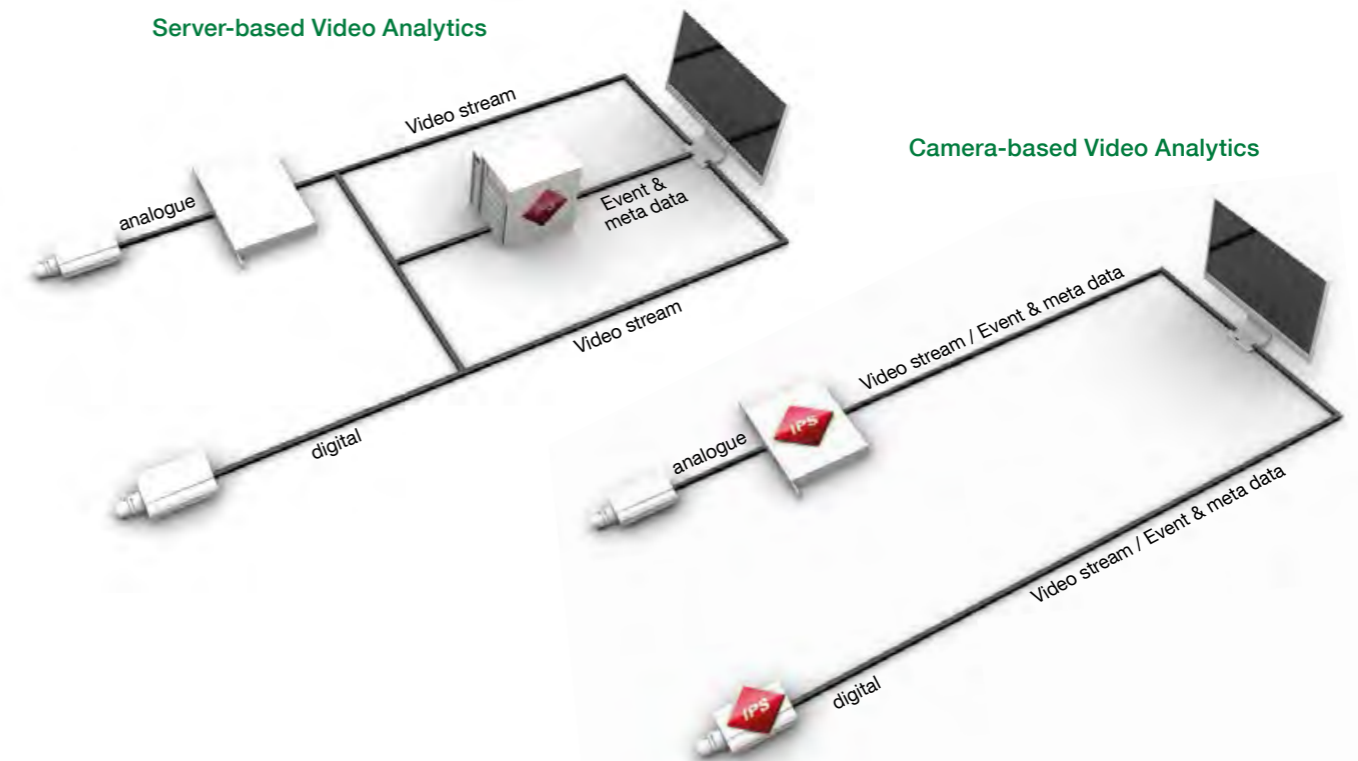 Server-based Video Analytics
Video stream
analogue
Event &
meta data
Video stream
digital
Camera-based Video Analytics
Video stream / Event & meta data
analogue
IPS
Video stream / Event & meta data
digital
IPS